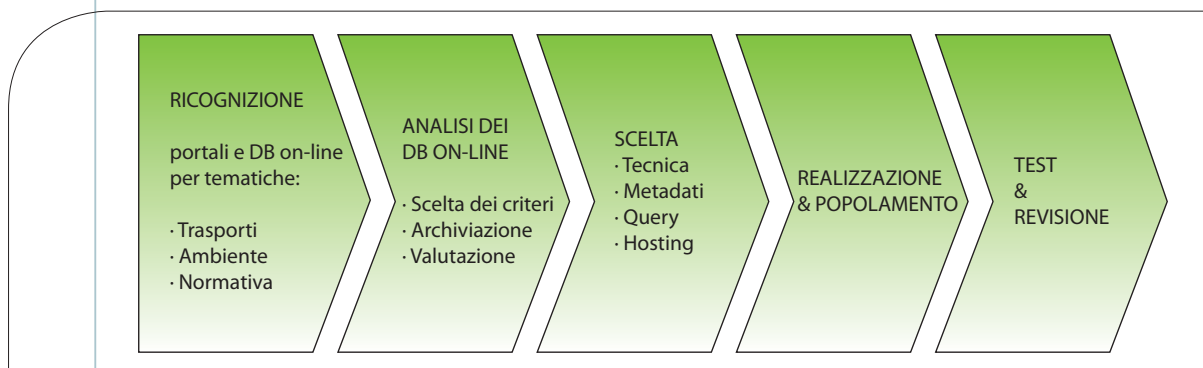 RICOGNIZIONE
portali e DB on-line
per tematiche:
· Trasporti
· Ambiente
· Normativa
ANALISI DEI
DB ON-LINE
· Scelta dei criteri
· Archiviazione
· Valutazione
SCELTA
· Tecnica
· Metadati
· Query
· Hosting
REALIZZAZIONE
& POPOLAMENTO
TEST
&
REVISIONE